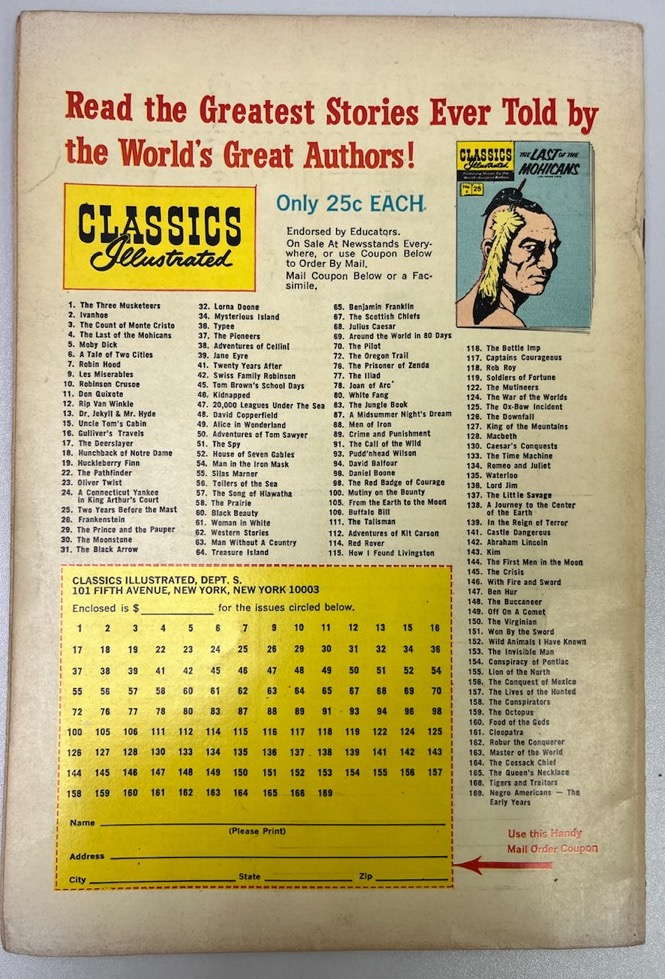 Read the Greatest Stories Ever Told by
the World's Great Authors!
CLASSICS
Illustrated
Only 25c EACH
Endorsed by Educators.
On Sale At Newsstands Every-
where, or use Coupon Below
to Order By Mail.
Mail Coupon Below or a Fac-
simile.
CLASSICS
Illustrated
25
THE LAST OF THE
MOHICANS
1. The Three Musketeers
2. Ivanhoe
3. The Count of Monte Cristo
4. The Last of the Mohicans
5. Moby Dick
6. A Tale of Two Cities
7. Robin Hood
9. Les Miserables
10. Robinson Crusoe
11. Don Quixote
12. Rip Van Winkle
13. Dr. Jekyll & Mr. Hyde
15. Uncle Tom's Cabin
16. Gulliver's Travels
17. The Deerslayer
18. Hunchback of Notre Dame
19. Huckleberry Finn
22. The Pathfinder
23. Oliver Twist
24. A Connecticut Yankee
in King Arthur's Court
25. Two Years Before the Mast
26. Frankenstein
29. The Prince and the Pauper
30. The Moonstone
31. The Black Arrow
32. Lorna Doone
34. Mysterious Island
36. Typee
37. The Pioneers
38. Adventures of Cellini
39. Jane Eyre
41. Twenty Years After
42. Swiss Family Robinson
45. Tom Brown's School Days
46. Kidnapped
47. 20,000 Leagues Under The Sea
48. David Copperfield
49. Alice in Wonderland
50. Adventures of Tom Sawyer
51. The Spy
52. House of Seven Gables
54. Man in the Iron Mask
55. Silas Marner
56. Toilers of the Sea
57. The Song of Hiawatha
58. The Prairie
60. Black Beauty
61. Woman in White
62. Western Stories
63. Man Without A Country
64. Treasure Island
65. Benjamin Franklin
67. The Scottish Chiefs
68. Julius Caesar
69. Around the World in 80 Days
70. The Pilot
72. The Oregon Trail
76. The Prisoner of Zenda
77. The Iliad
78. Joan of Arc
80. White Fang
83. The Jungle Book
87. A Midsummer Night's Dream
88. Men of Iron
89. Crime and Punishment
91. The Call of the Wild
93. Pudd'nhead Wilson
94. David Balfour
96. Daniel Boone
98. The Red Badge of Courage
100. Mutiny on the Bounty
105. From the Earth to the Moon
106. Buffalo Bill
111. The Talisman
112. Adventures of Kit Carson
114. Red Rover
115. How I Found Livingston
116. The Bottle Imp
117. Captains Courageous
118. Rob Roy
119. Soldiers of Fortune
122. The Mutineers
124. The War of the Worlds
125. The Ox-Bow Incident
126. The Downfall
127. King of the Mountains
128. Macbeth
130. Caesar's Conquests
133. The Time Machine
134. Romeo and Juliet
135. Waterloo
136. Lord Jim
137. The Little Savage
138. A Journey to the Center
of the Earth
139. In the Reign of Terror
141. Castle Dangerous
142. Abraham Lincoln
143. Kim
144. The First Men in the Moon
145. The Crisis
146. With Fire and Sword
147. Ben Hur
148. The Buccaneer
149. Off On a Comet
150. The Virginian
151. Won By the Sword
152. Wild Animals I Have Known
153. The Invisible Man
154. Conspiracy of Pontiac
155. Lion of the North
156. The Conquest of Mexico
157. The Lives of the Hunted
158. The Conspirators
159. The Octopus
160. Food of the Gods
161. Cleopatra
162. Robur the Conqueror
163. Master of the World
164. The Cossack Chief
165. The Queen's Necklace
166. Tigers and Traitors
169. Negro Americans — The
Early Years
CLASSICS ILLUSTRATED, DEPT. S.
101 FIFTH AVENUE, NEW YORK, NEW YORK 10003
Enclosed is $ for the issues circled below.
1 2 3 4 5 6 7 9 10 11 12 13 15 16
17 18 19 22 23 24 25 26 29 30 31 32 34 36
37 38 39 41 42 45 46 47 48 49 50 51 52 54
55 56 57 58 60 61 62 63 64 65 67 68 69 70
72 76 77 78 80 83 87 88 89 91 93 94 96 98
100 105 106 111 112 114 115 116 117 118 119 122 124 125
126 127 128 130 133 134 135 136 137 138 139 141 142 143
144 145 146 147 148 149 150 151 152 153 154 155 156 157
158 159 160 161 162 163 164 165 166 169
Name
(Please Print)
Address
City State Zip
Use this Handy
Mail Order Coupon